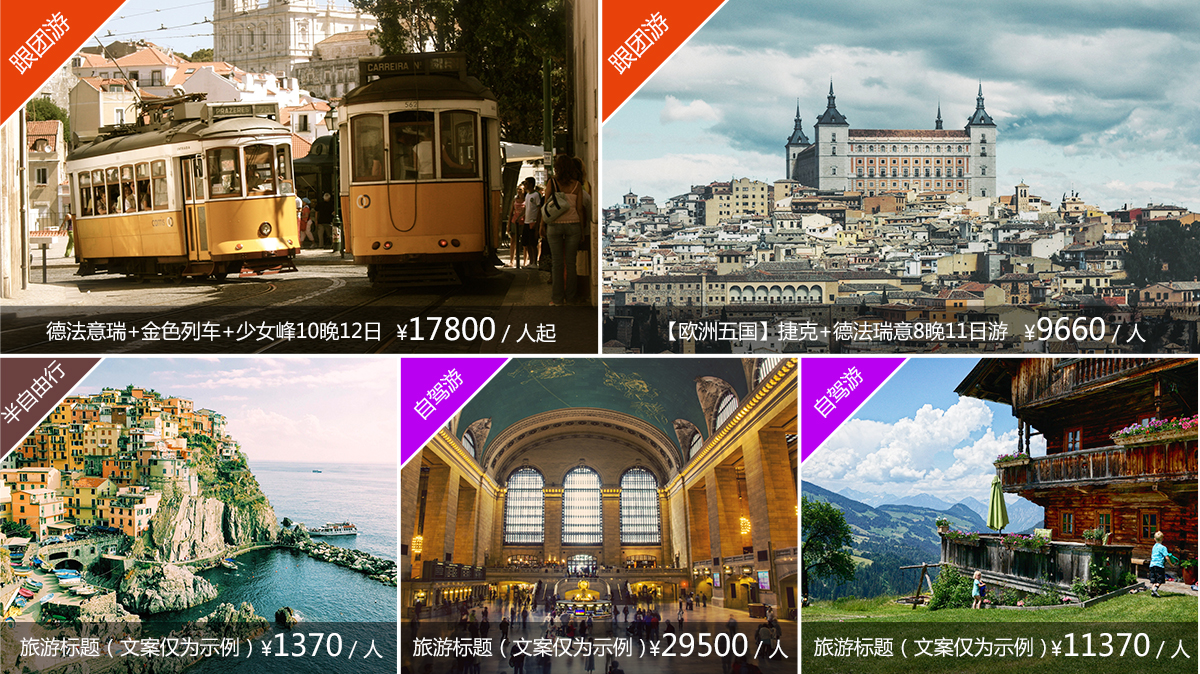 跟团游
CARREIRA
PRAZERES
562
德法意瑞+金色列车+少女峰10晚12日 ¥17800 / 人起
跟团游
【欧洲五国】捷克+德法瑞意8晚11日游 ¥9660 / 人
半自由行
旅游标题（文案仅为示例）¥1370 / 人
自驾游
旅游标题（文案仅为示例）¥29500 / 人
自驾游
旅游标题（文案仅为示例）¥11370 / 人